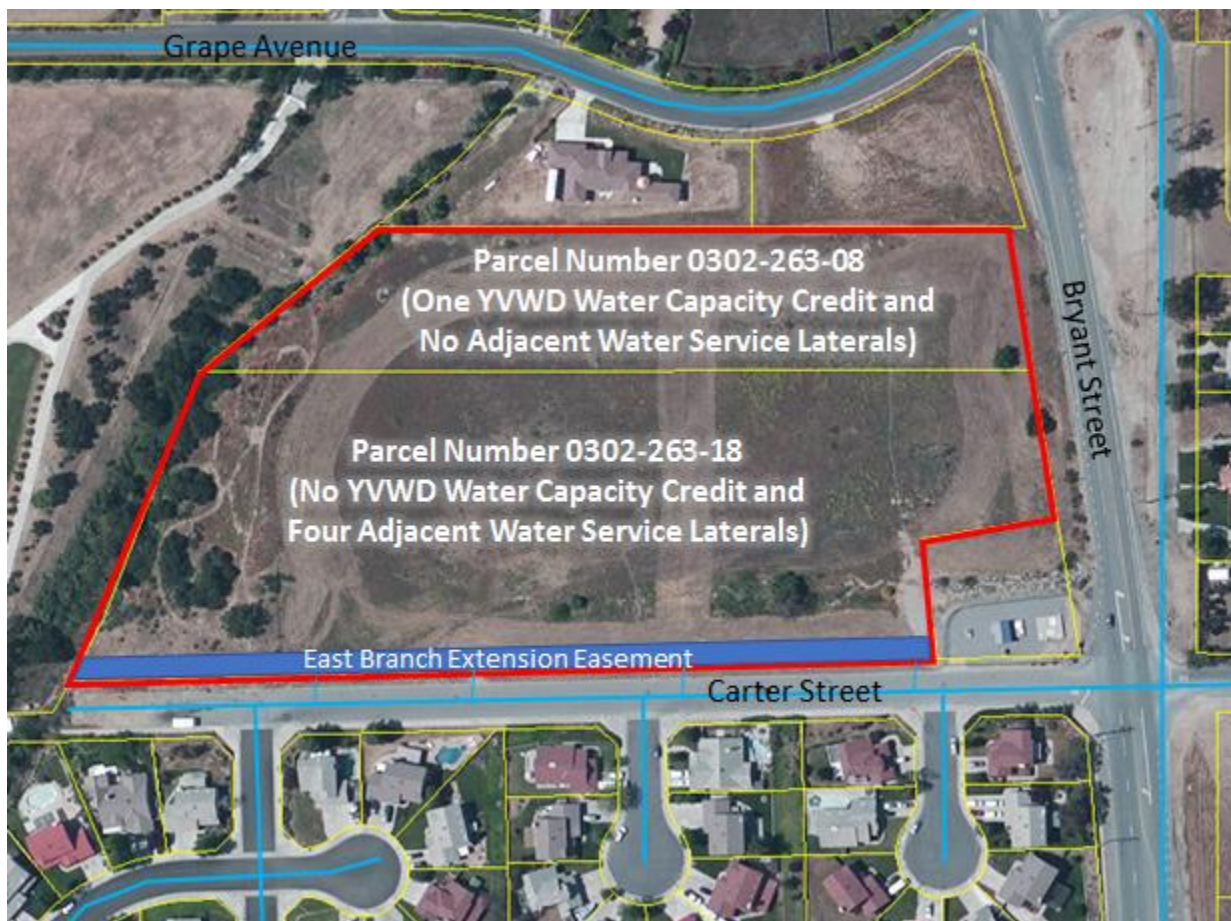 Grape Avenue
Parcel Number 0302-263-08
(One YVWD Water Capacity Credit and
No Adjacent Water Service Laterals)
Bryant Street
Parcel Number 0302-263-18
(No YVWD Water Capacity Credit and
Four Adjacent Water Service Laterals)
East Branch Extension Easement
Carter Street